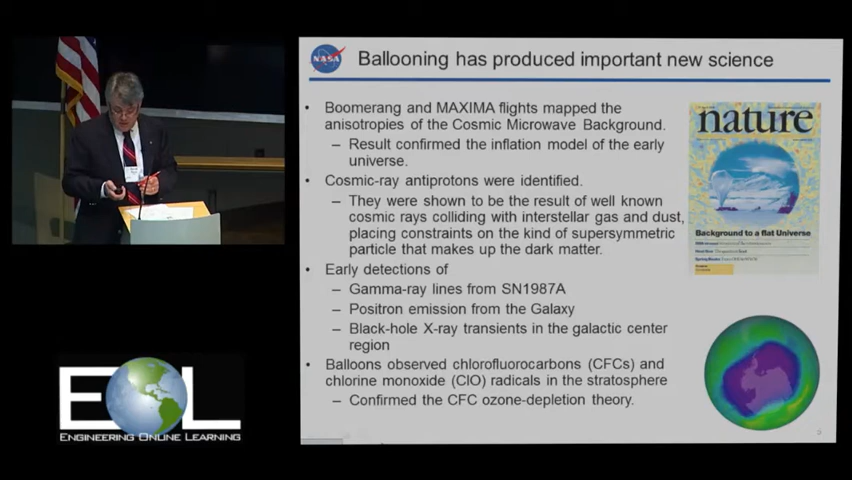 NASA
Ballooning has produced important new science
• Boomerang and MAXIMA flights mapped the
anisotropies of the Cosmic Microwave Background.
– Result confirmed the inflation model of the early
universe.
• Cosmic-ray antiprotons were identified.
– They were shown to be the result of well known
cosmic rays colliding with interstellar gas and dust,
placing constraints on the kind of supersymmetric
particle that makes up the dark matter.
• Early detections of
– Gamma-ray lines from SN1987A
– Positron emission from the Galaxy
– Black-hole X-ray transients in the galactic center
region
• Balloons observed chlorofluorocarbons (CFCs) and
chlorine monoxide (ClO) radicals in the stratosphere
– Confirmed the CFC ozone-depletion theory.
nature
Background to a flat Universe
EOL
ENGINEERING ONLINE LEARNING